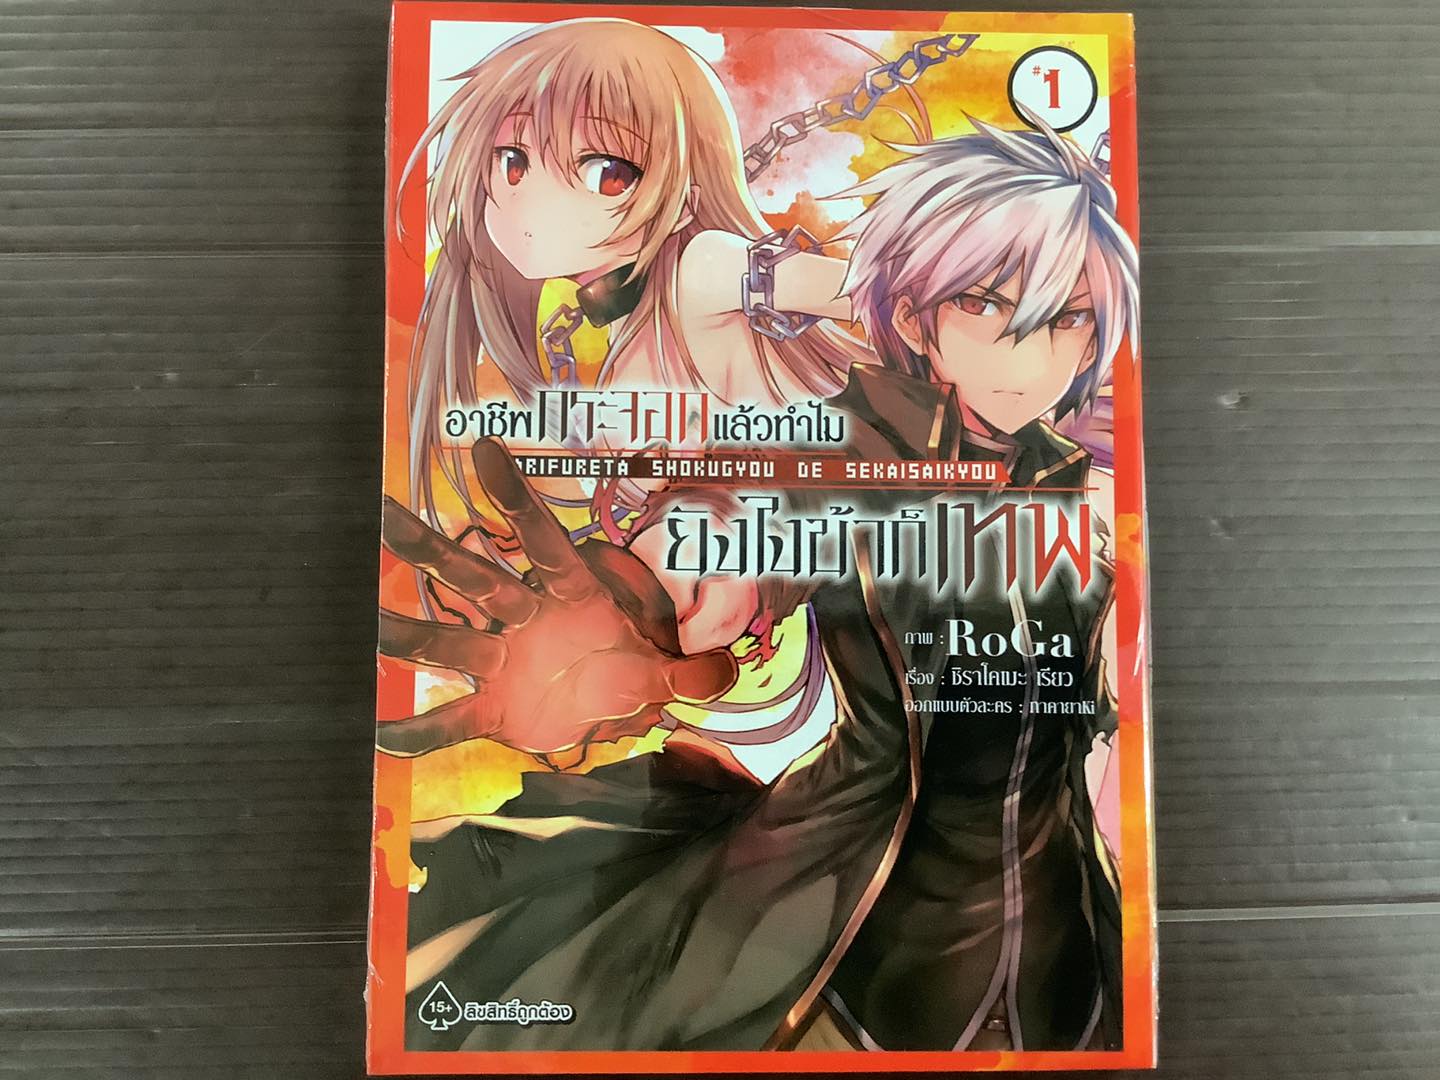 #1
อาชีพกระจอกแล้วทำไม
ARIFURETA SHOKUGYOU DE SEKAISAIKYOU
ยังไงข้าก็เทพ
ภาพ : RoGa
เรื่อง : ชิราโคเมะ เรียว
ออกแบบตัวละคร : ทาคายาKi
15+ ลิขสิทธิ์ถูกต้อง